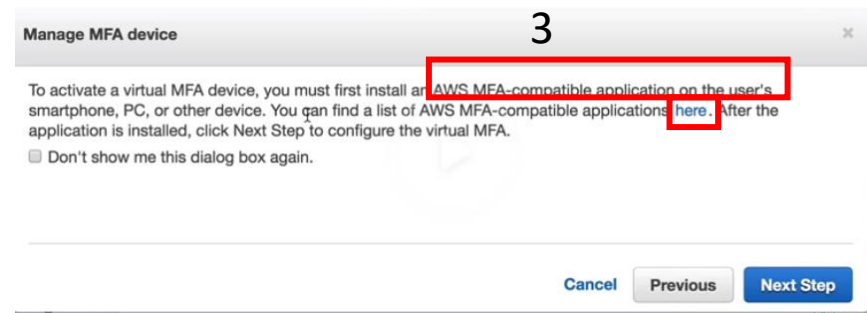 3
Manage MFA device
To activate a virtual MFA device, you must first install an AWS MFA-compatible application on the user's
smartphone, PC, or other device. You can find a list of AWS MFA-compatible applications here. After the
application is installed, click Next Step to configure the virtual MFA.
Don't show me this dialog box again.
Cancel Previous Next Step